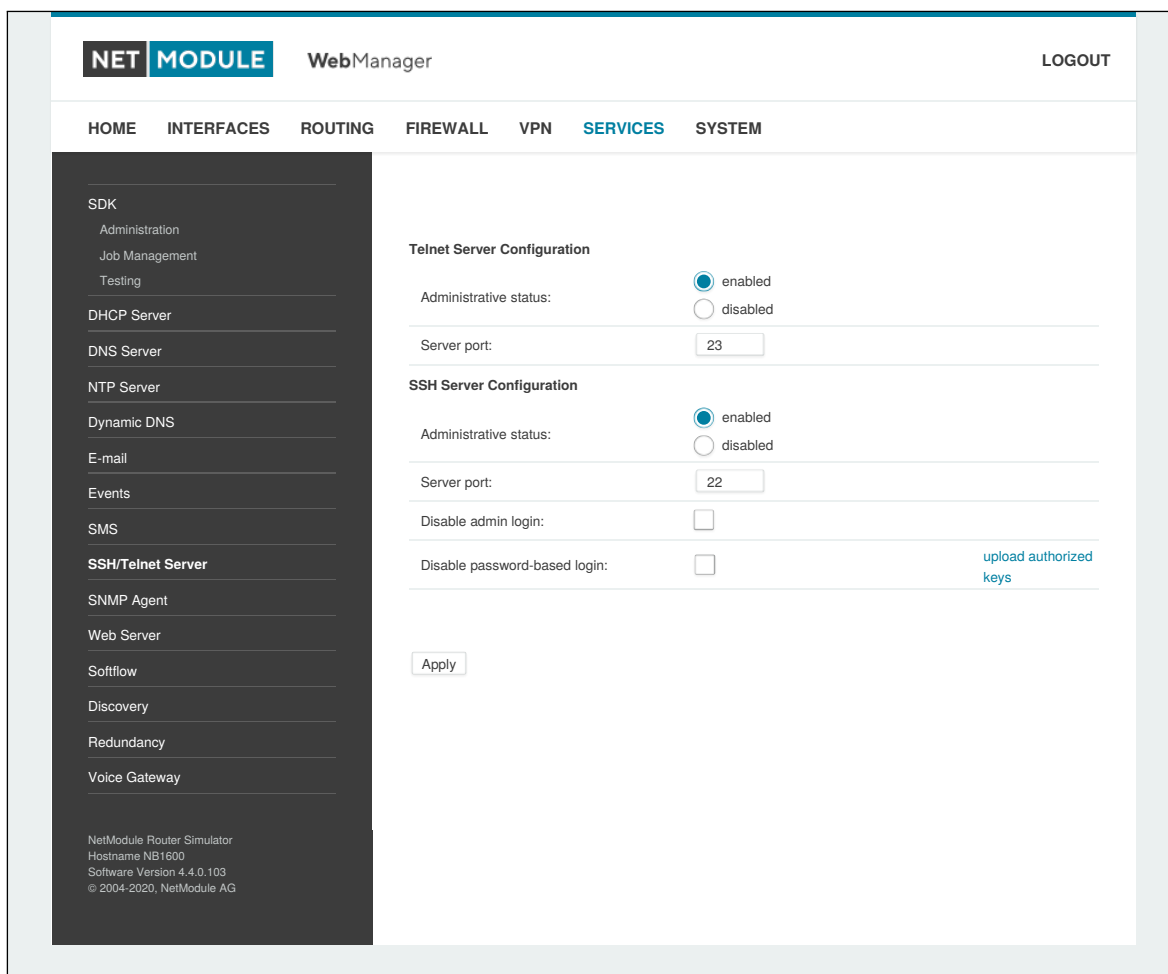 NET MODULE WebManager LOGOUT
HOME INTERFACES ROUTING FIREWALL VPN SERVICES SYSTEM
SDK
Administration
Job Management
Testing
DHCP Server
DNS Server
NTP Server
Dynamic DNS
E-mail
Events
SMS
SSH/Telnet Server
SNMP Agent
Web Server
Softflow
Discovery
Redundancy
Voice Gateway
NetModule Router Simulator
Hostname NB1600
Software Version 4.4.0.103
© 2004-2020, NetModule AG
Telnet Server Configuration
Administrative status:
enabled
disabled
Server port: 23
SSH Server Configuration
Administrative status:
enabled
disabled
Server port: 22
Disable admin login:
Disable password-based login:
upload authorized
keys
Apply